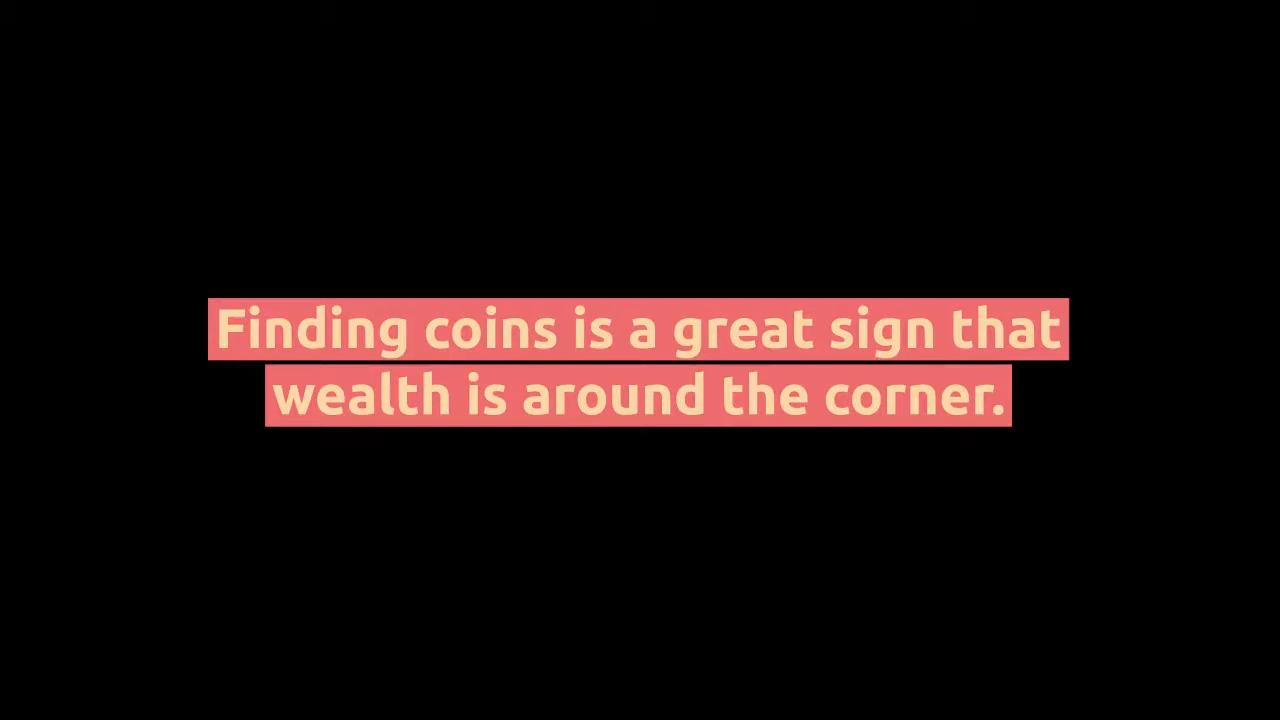 Finding coins is a great sign that
wealth is around the corner.